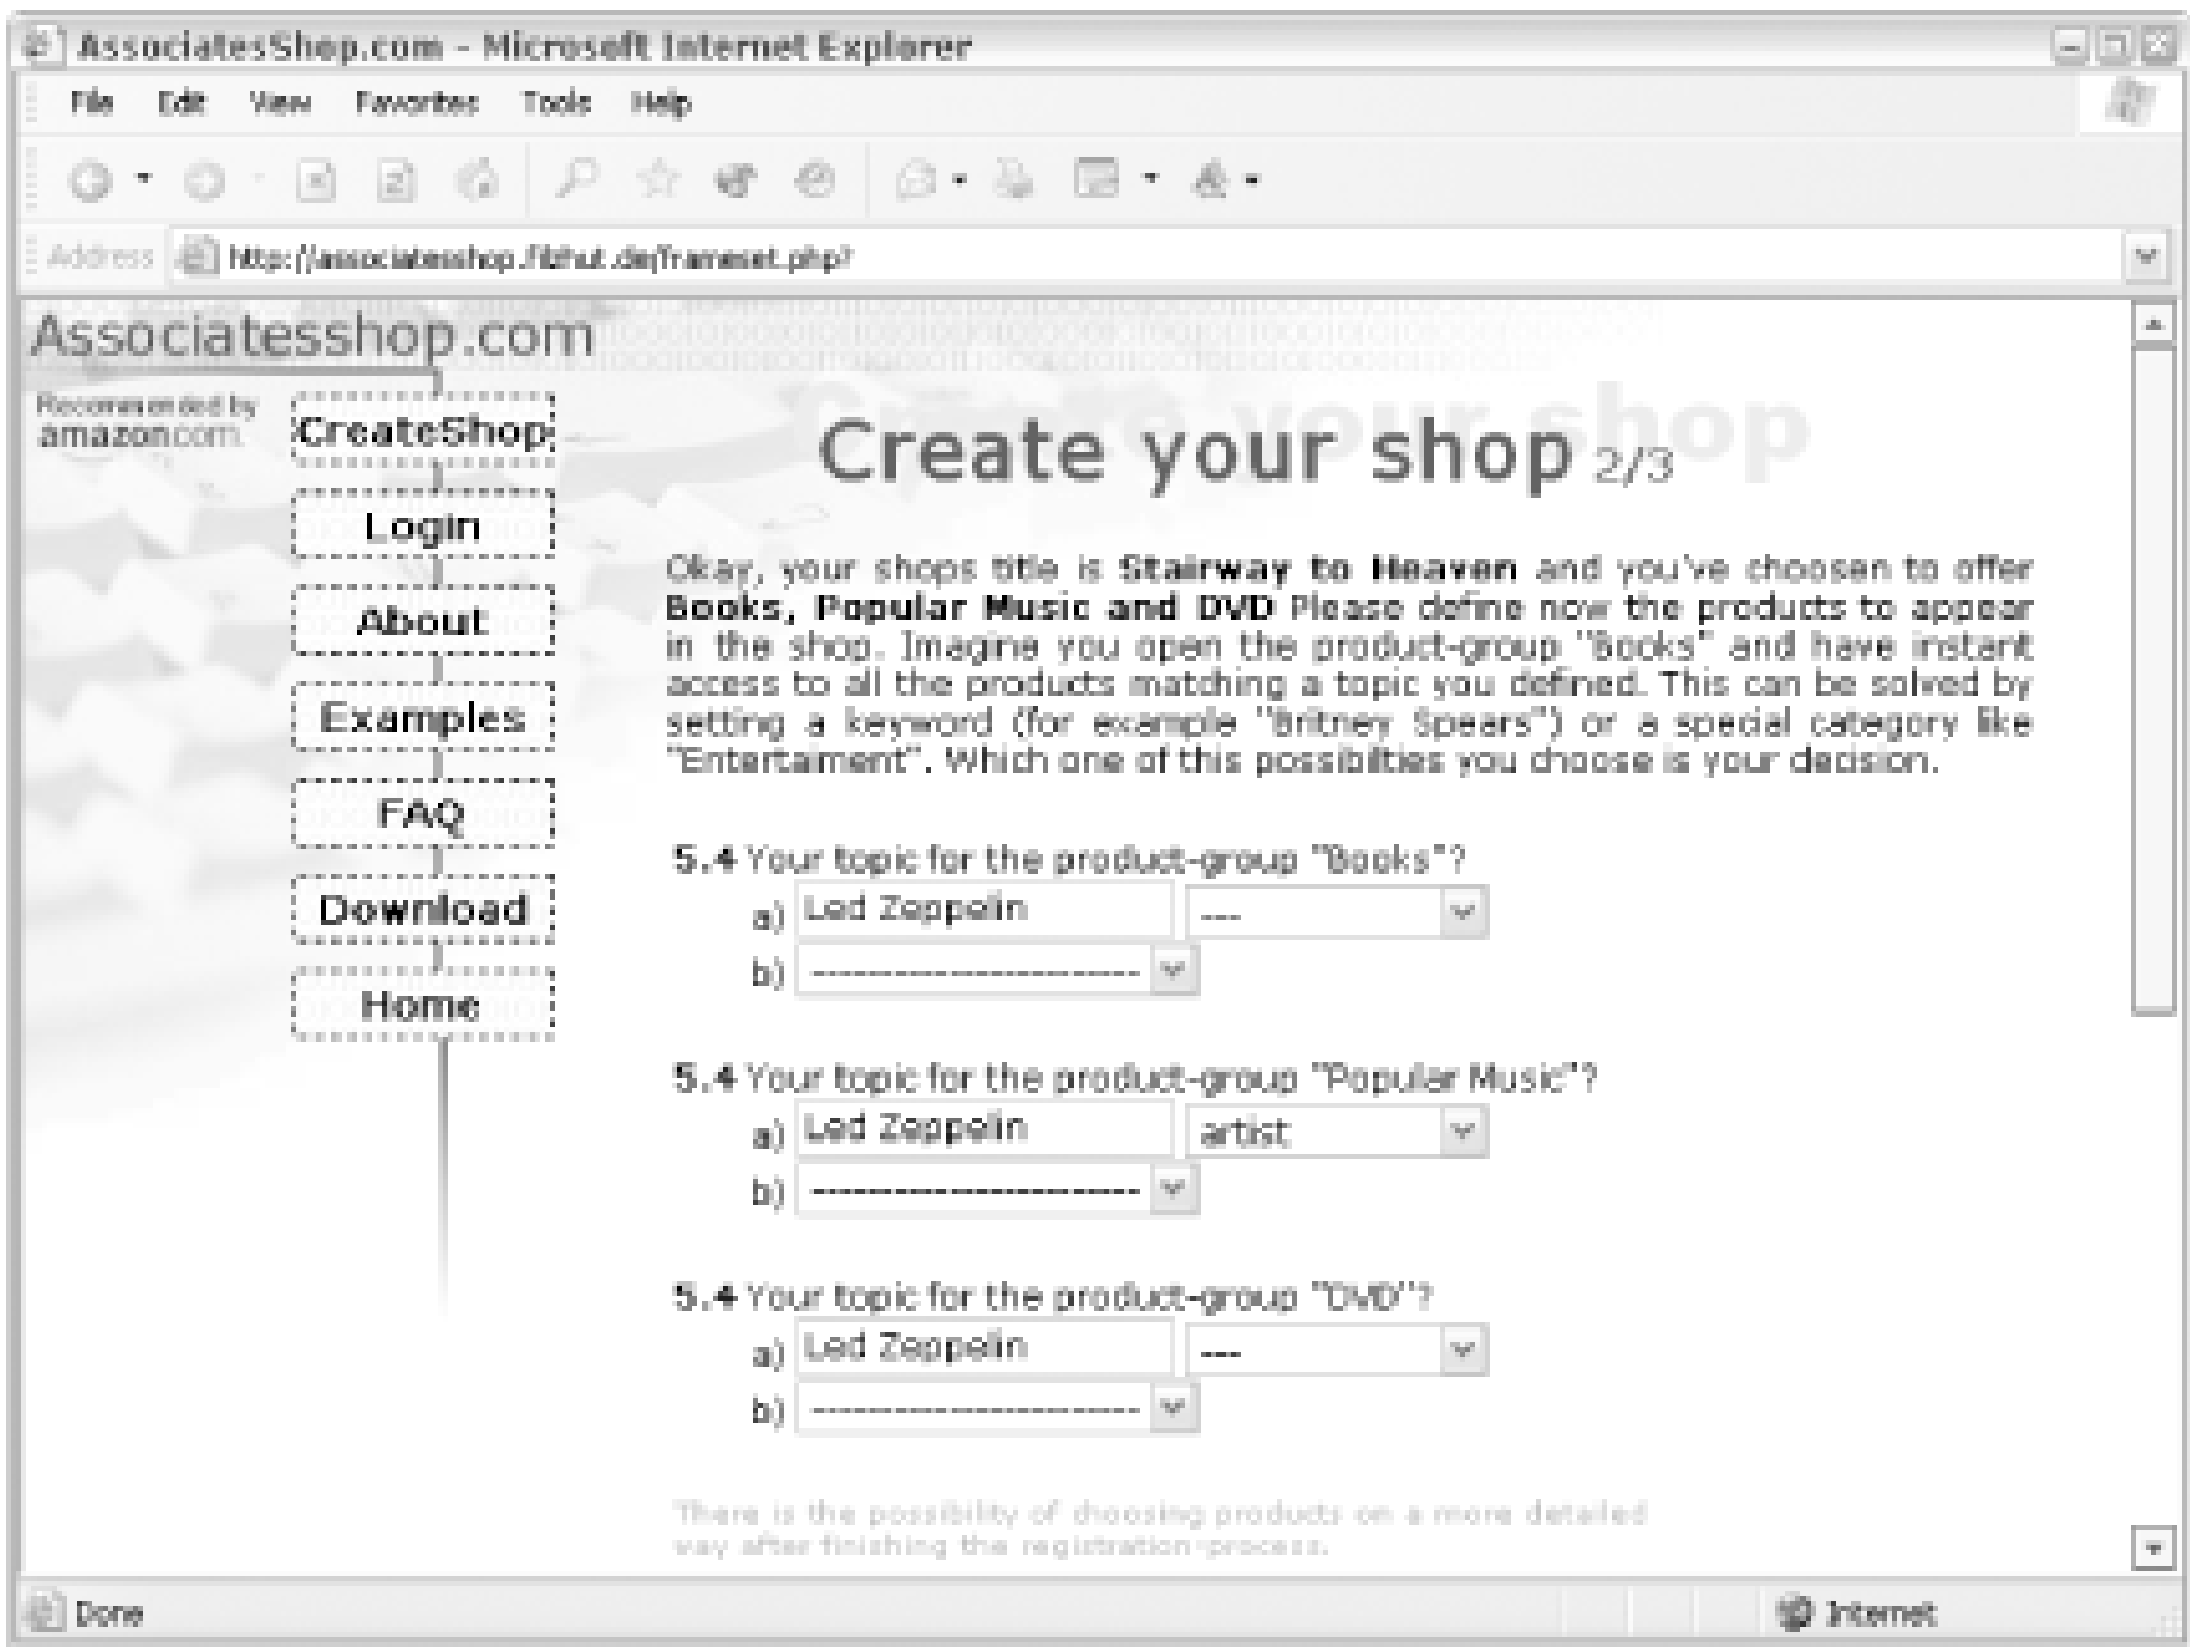 AssociatesShop.com - Microsoft Internet Explorer
File Edit View Favorites Tools Help
Address http://associatesshop.filzhut.de/frameset.php?
Associatesshop.com
Recommended by
amazon.com.
CreateShop
Login
About
Examples
FAQ
Download
Home
Create your shop
Create your shop 2/3
Okay, your shops title is Stairway to Heaven and you've choosen to offer
Books, Popular Music and DVD Please define now the products to appear
in the shop. Imagine you open the product-group "Books" and have instant
access to all the products matching a topic you defined. This can be solved by
setting a keyword (for example "Britney Spears") or a special category like
"Entertaiment". Which one of this possibilties you choose is your decision.
5.4 Your topic for the product-group "Books"?
a) Led Zeppelin ---
b) ------------------------
5.4 Your topic for the product-group "Popular Music"?
a) Led Zeppelin artist
b) ------------------------
5.4 Your topic for the product-group "DVD"?
a) Led Zeppelin ---
b) ------------------------
There is the possibility of choosing products on a more detailed
way after finishing the registration-process.
Done Internet